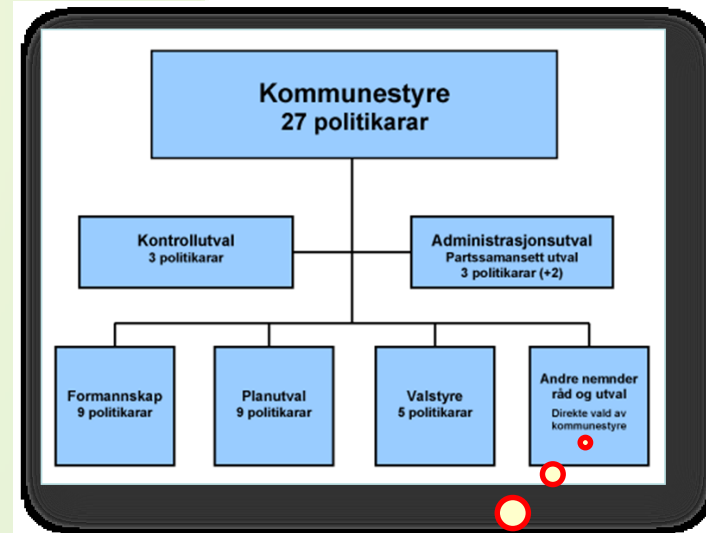 Kommunestyre
27 politikarar
Kontrollutval
3 politikarar
Administrasjonsutval
Partssamansett utval
3 politikarar (+2)
Formannskap
9 politikarar
Planutval
9 politikarar
Valstyre
5 politikarar
Andre nemnder
råd og utval
Direkte vald av
kommunestyre